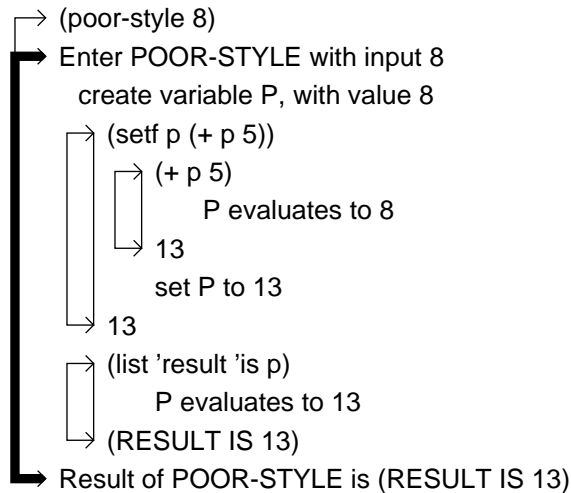 (poor-style 8)
Enter POOR-STYLE with input 8
create variable P, with value 8
(setf p (+ p 5))
(+ p 5)
P evaluates to 8
13
set P to 13
13
(list ’result ’is p)
P evaluates to 13
(RESULT IS 13)
Result of POOR-STYLE is (RESULT IS 13)